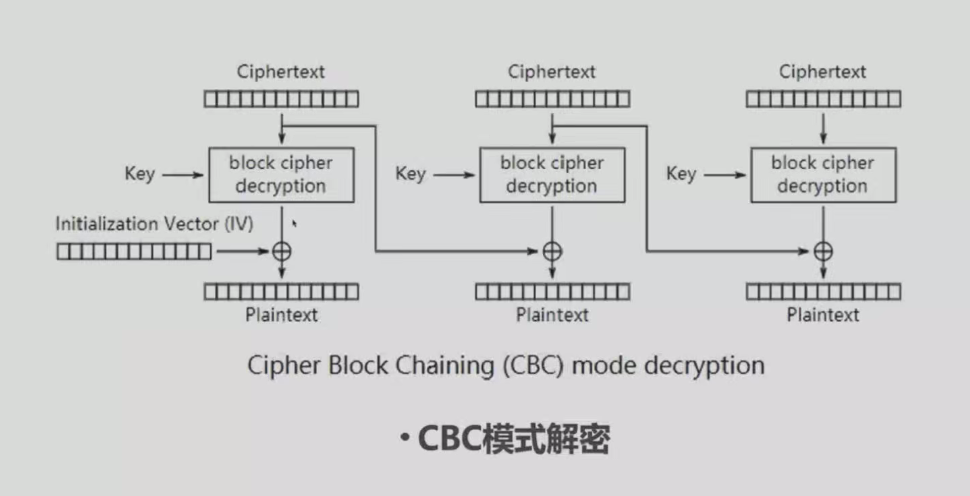 Ciphertext
Ciphertext
Ciphertext
Key
block cipher
decryption
Key
block cipher
decryption
Key
block cipher
decryption
Initialization Vector (IV)
Plaintext
Plaintext
Plaintext
Cipher Block Chaining (CBC) mode decryption
• CBC模式解密